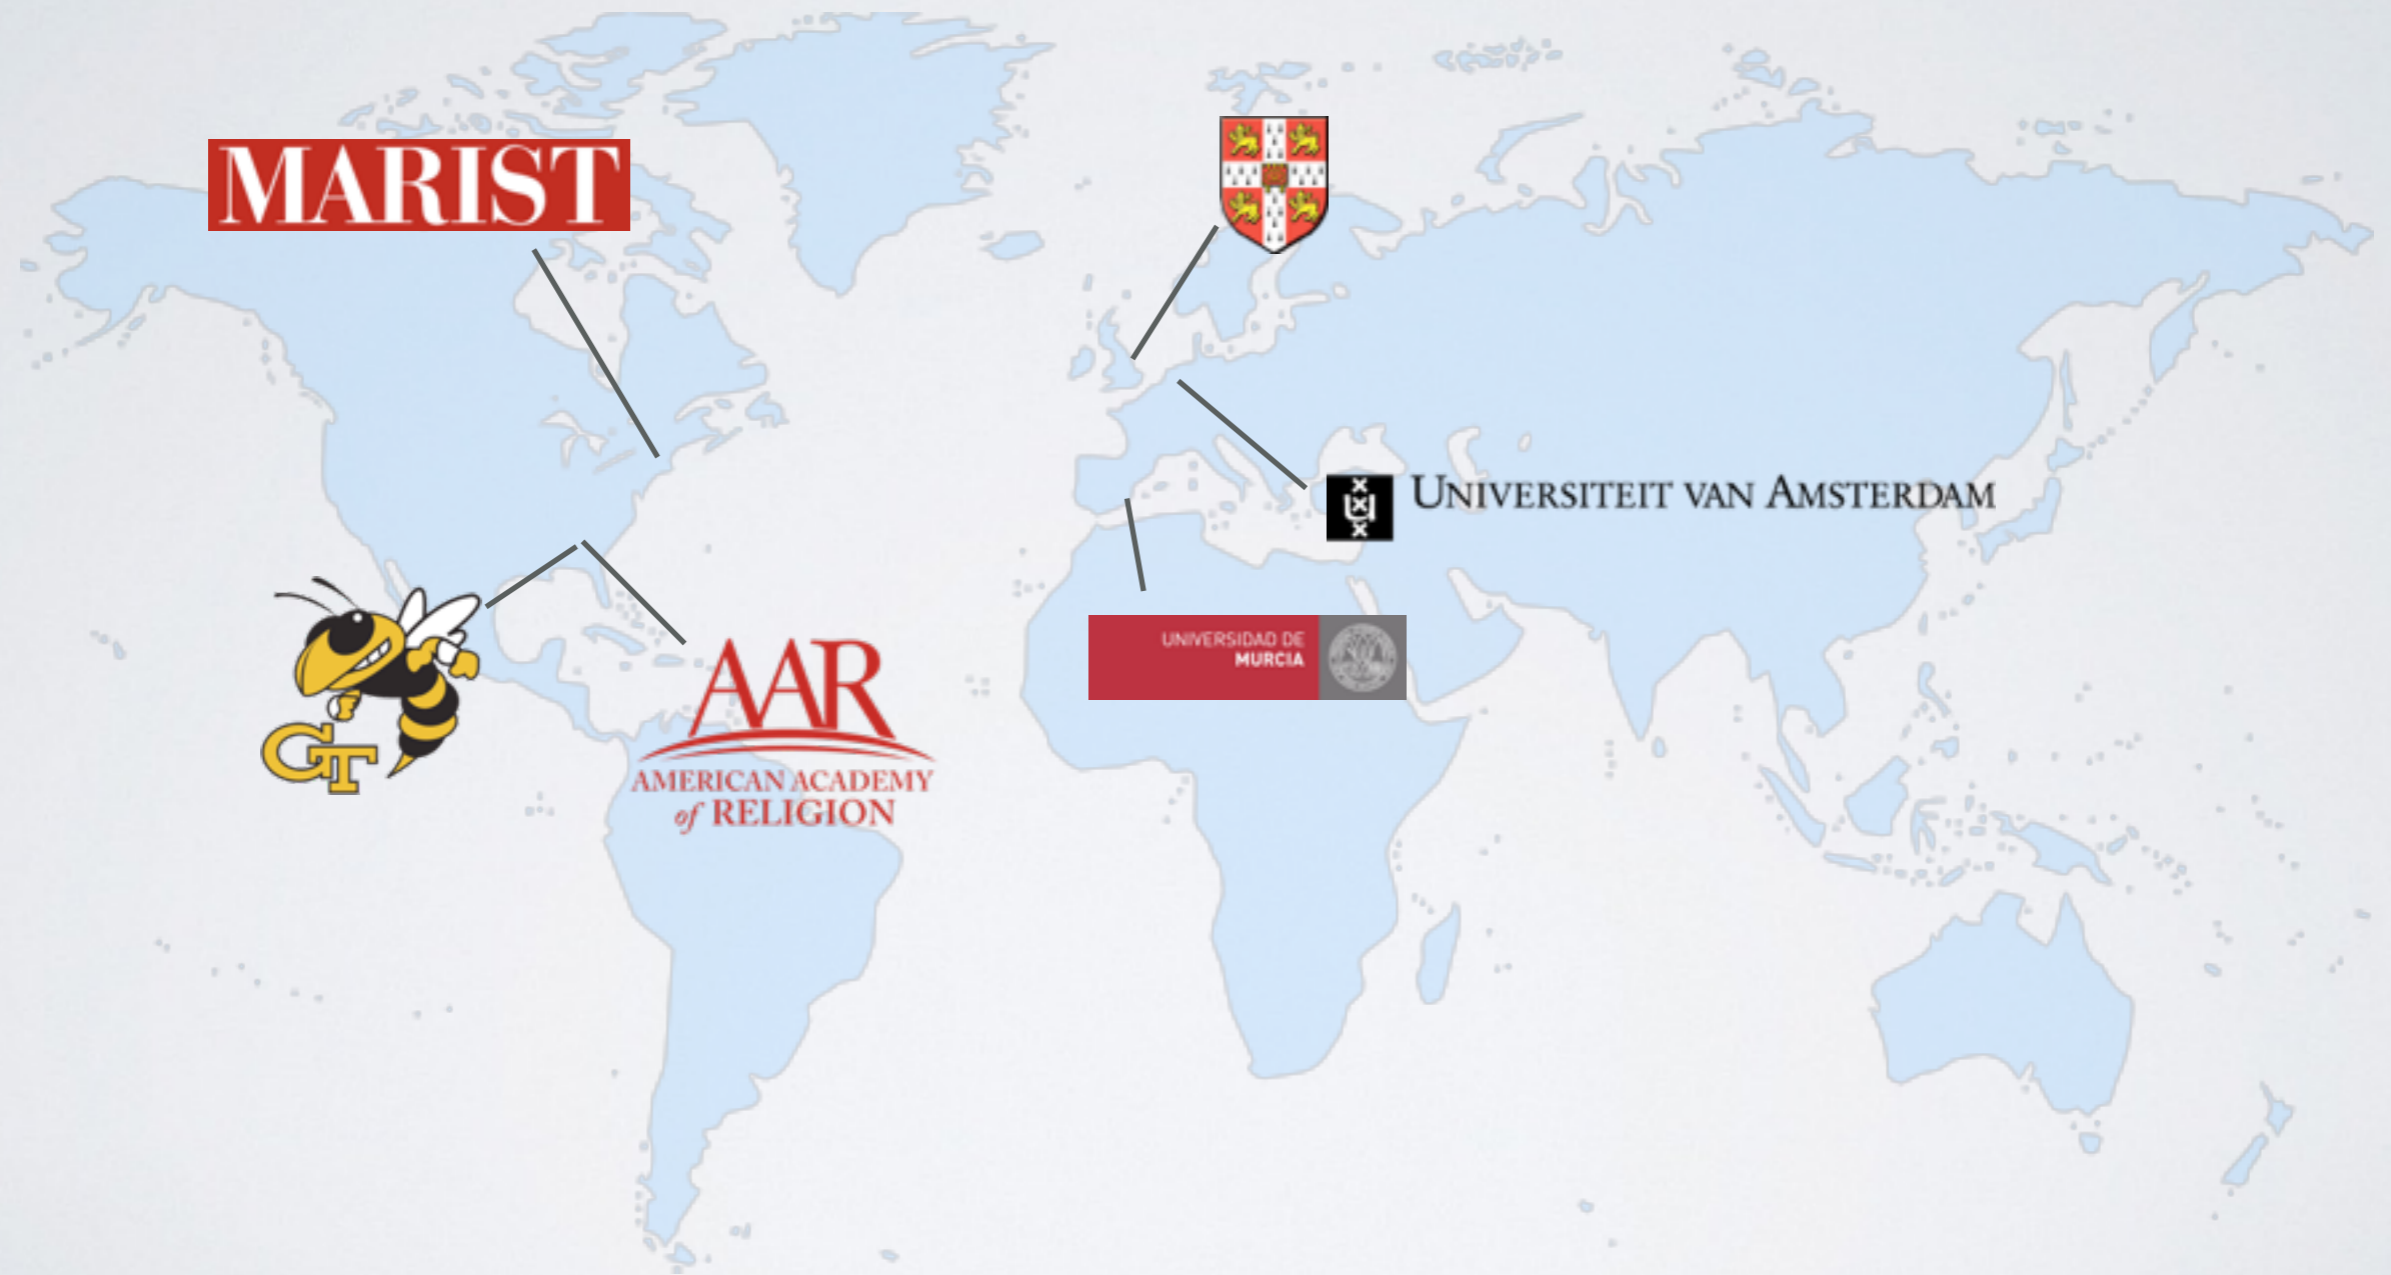 MARIST
UNIVERSITEIT VAN AMSTERDAM
UNIVERSIDAD DE
MURCIA
GT
AAR
AMERICAN ACADEMY
of RELIGION